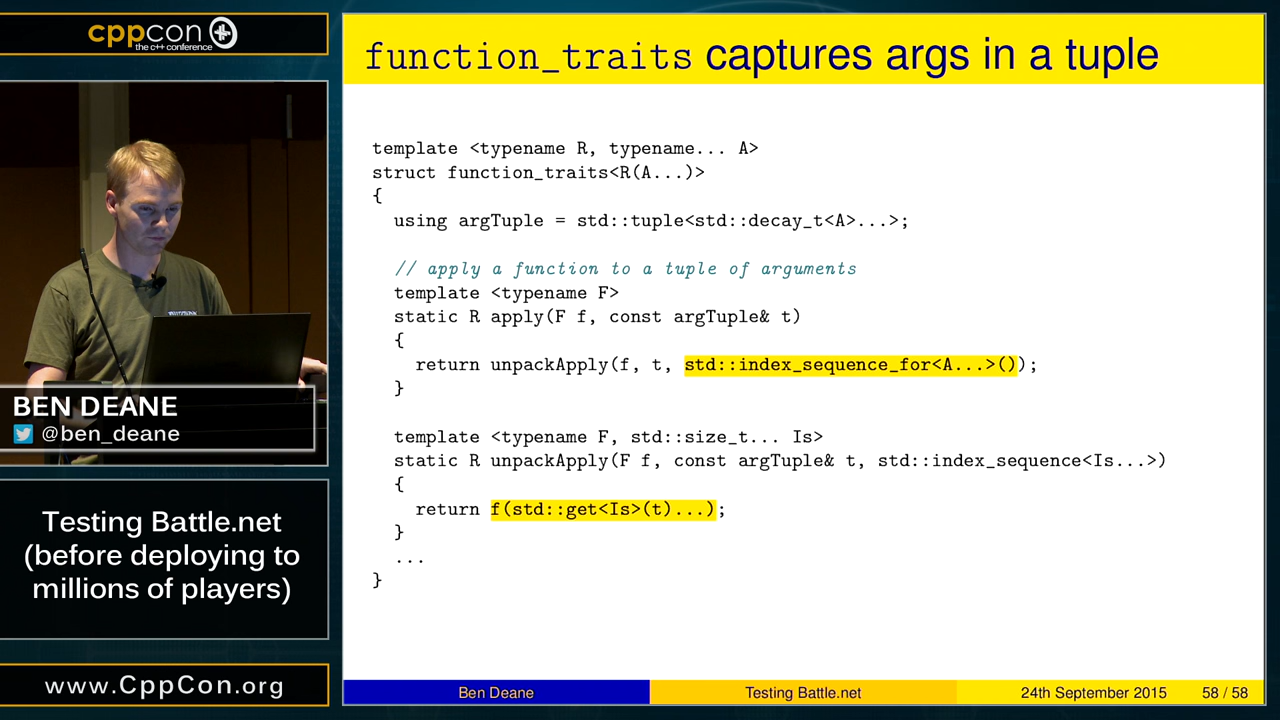 cppcon
the c++ conference
BEN DEANE
@ben_deane
Testing Battle.net
(before deploying to
millions of players)
www.CppCon.org
function_traits captures args in a tuple
template <typename R, typename... A>
struct function_traits<R(A...)>
{
using argTuple = std::tuple<std::decay_t<A>...>;
// apply a function to a tuple of arguments
template <typename F>
static R apply(F f, const argTuple& t)
{
return unpackApply(f, t, std::index_sequence_for<A...>());
}
template <typename F, std::size_t... Is>
static R unpackApply(F f, const argTuple& t, std::index_sequence<Is...>)
{
return f(std::get<Is>(t)...);
}
...
}
Ben Deane Testing Battle.net 24th September 2015 58 / 58